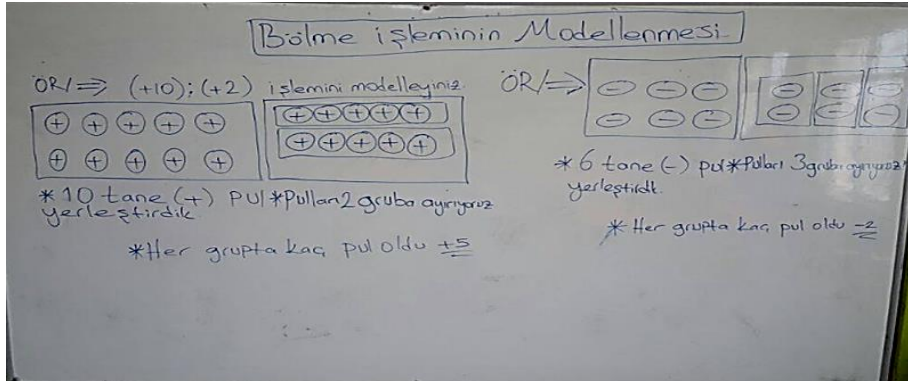 Bölme işleminin Modellenmesi
ÖR/⇒ (+10):(+2) işlemini modelleyiniz.
+ + + + +
+ + + + +
+ + + + +
+ + + + +
*10 tane (+) pul *Pulları 2 gruba ayırıyoruz
yerleştirdik
*Her grupta kaç pul oldu +5
ÖR/⇒
- - - - - -
- - - - - -
*6 tane (-) pul *Pulları 3 gruba ayırıyoruz
yerleştirdk.
*Her grupta kaç pul oldu -2